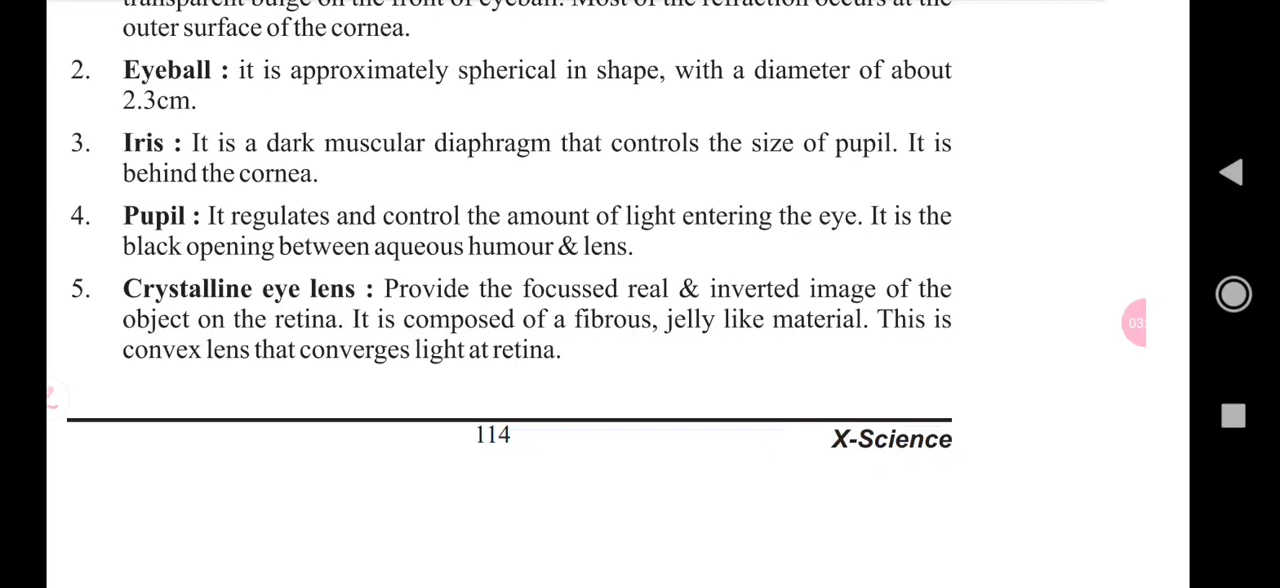 outer surface of the cornea.
2. Eyeball : it is approximately spherical in shape, with a diameter of about
2.3cm.
3. Iris : It is a dark muscular diaphragm that controls the size of pupil. It is
behind the cornea.
4. Pupil : It regulates and control the amount of light entering the eye. It is the
black opening between aqueous humour & lens.
5. Crystalline eye lens : Provide the focussed real & inverted image of the
object on the retina. It is composed of a fibrous, jelly like material. This is
convex lens that converges light at retina.
114
X-Science